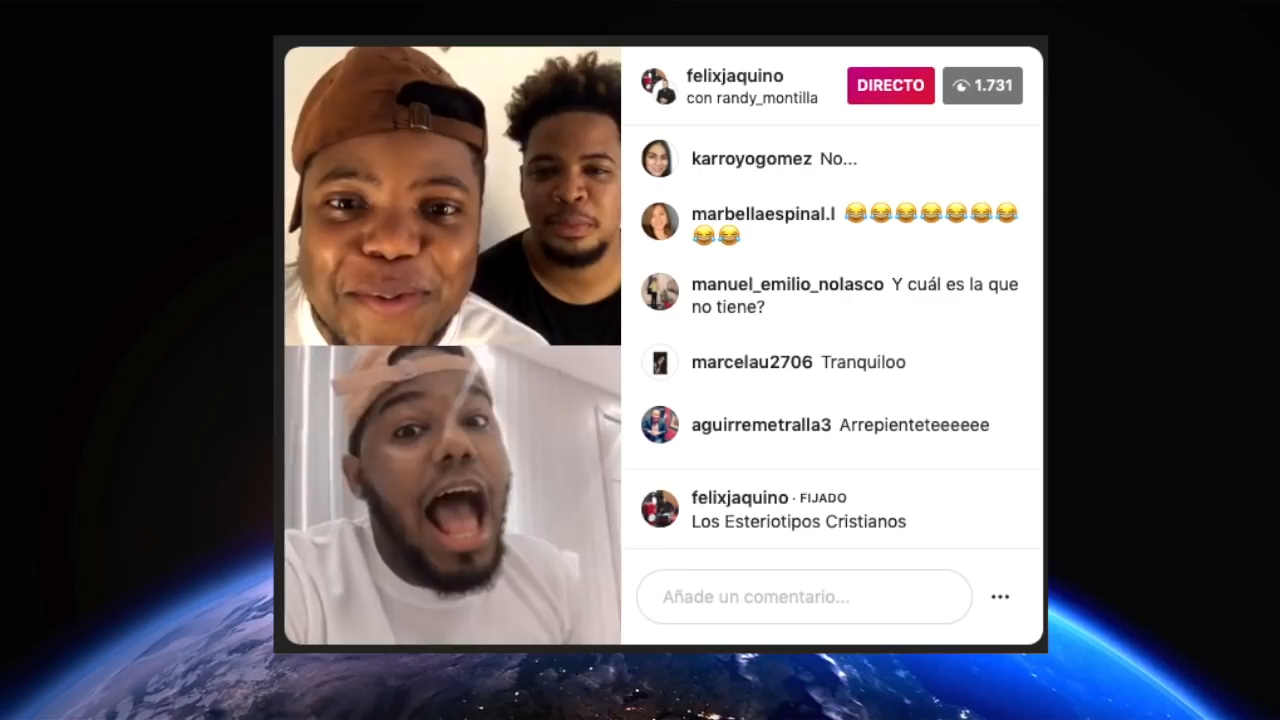 felixjaquino
con randy_montilla
DIRECTO
1.731
karroyogomez No...
marbellaespinal.l 😂😂😂😂😂😂😂
😂😂
manuel_emilio_nolasco Y cuál es la que
no tiene?
marcelau2706 Tranquiloo
aguirremetralla3 Arrepienteteeeeee
felixjaquino · FIJADO
Los Esteriotipos Cristianos
Añade un comentario...